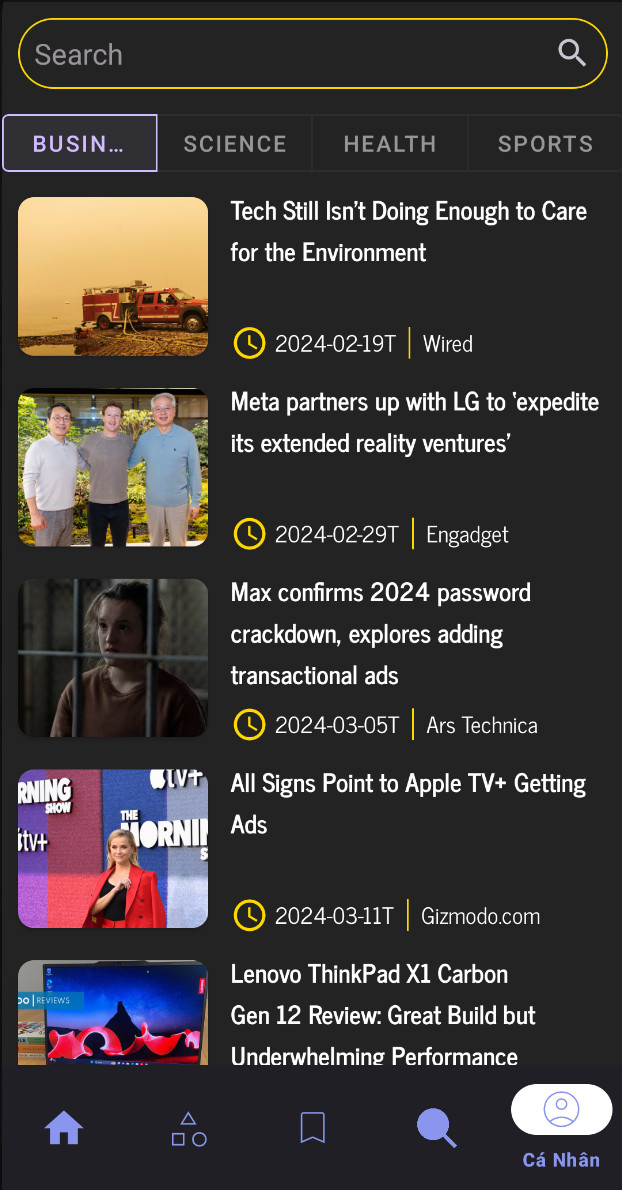 Search
BUSIN...
SCIENCE
HEALTH
SPORTS
Tech Still Isn't Doing Enough to Care
for the Environment
2024-02-19T | Wired
Meta partners up with LG to 'expedite
its extended reality ventures'
2024-02-29T | Engadget
Max confirms 2024 password
crackdown, explores adding
transactional ads
2024-03-05T | Ars Technica
RNING
SHOW
tv+
tv+
THE
MORNIN
S
All Signs Point to Apple TV+ Getting
Ads
2024-03-11T | Gizmodo.com
REVIEWS
Lenovo ThinkPad X1 Carbon
Gen 12 Review: Great Build but
Underwhelming Performance
Cá Nhân